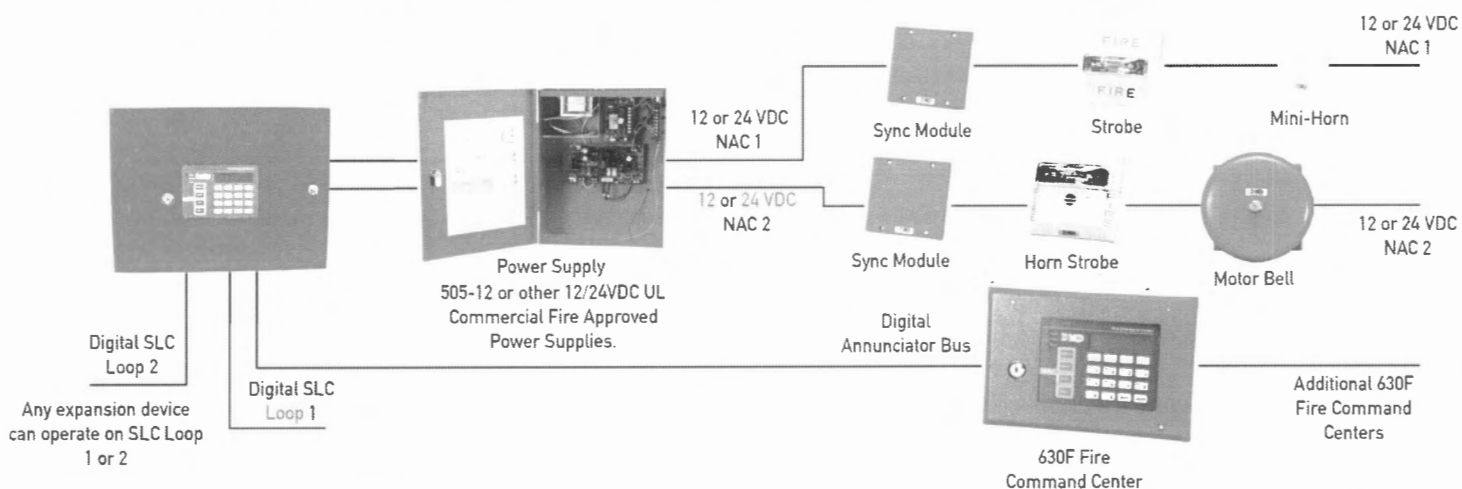 12 or 24 VDC
NAC 1
FIRE
FIRE
12 or 24 VDC
NAC 1
Sync Module
Strobe
Mini-Horn
12 or 24 VDC
NAC 2
12 or 24 VDC
NAC 2
Sync Module
Horn Strobe
Motor Bell
Power Supply
505-12 or other 12/24VDC UL
Commercial Fire Approved
Power Supplies.
Digital
Annunciator Bus
DMP
Digital SLC
Loop 2
Digital SLC
Loop 1
Any expansion device
can operate on SLC Loop
1 or 2
Additional 630F
Fire Command
Centers
630F Fire
Command Center